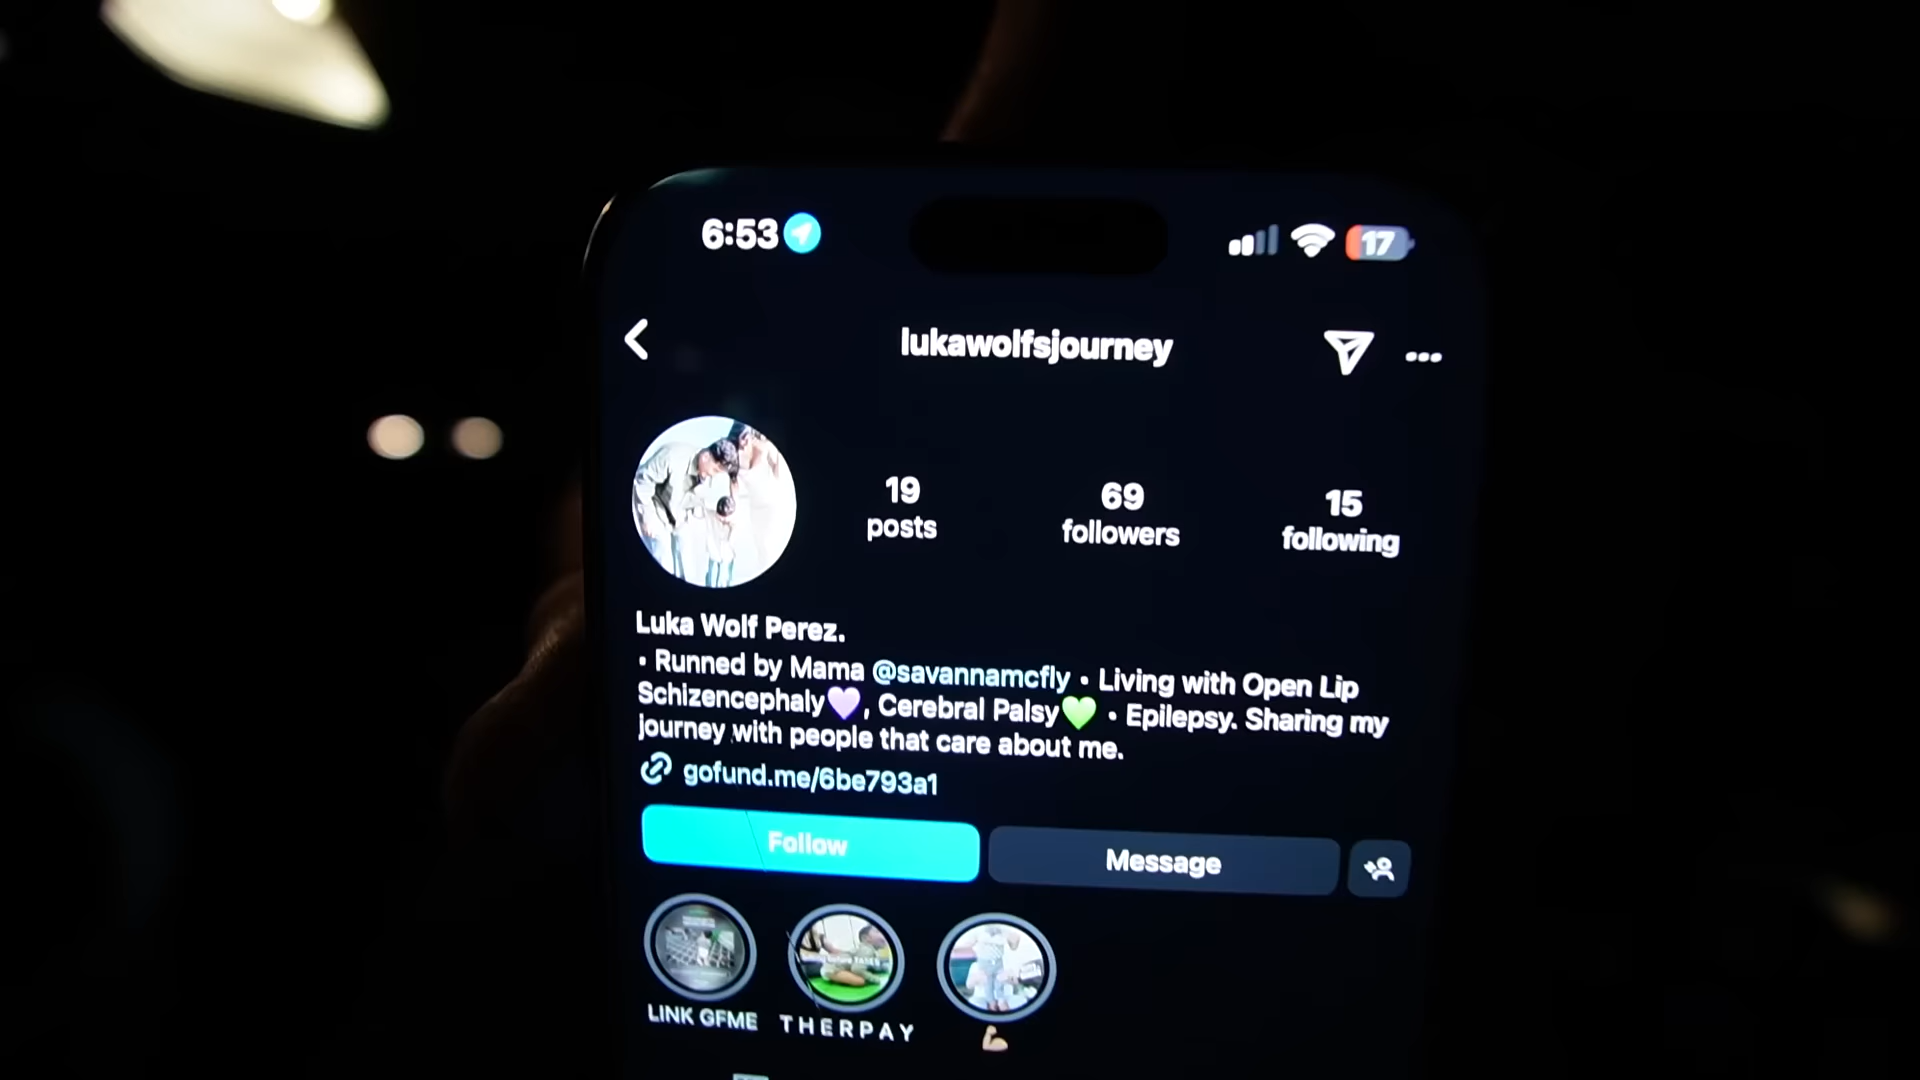 6:53
17
lukawolfsjourney
19 posts
69 followers
15 following
Luka Wolf Perez.
• Runned by Mama @savannamcfly • Living with Open Lip
Schizencephaly💜, Cerebral Palsy💚 • Epilepsy. Sharing my
journey with people that care about me.
gofund.me/6be793a1
Follow
Message
LINK GFME
THERPAY
💪🏼